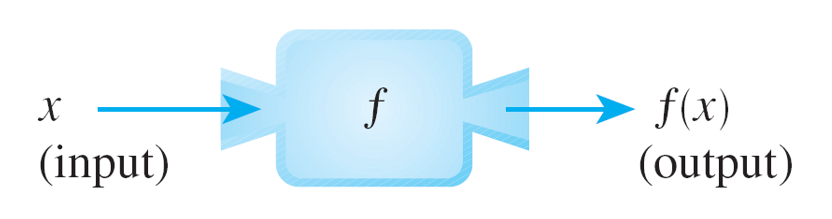 x
(input)
f
f(x)
(output)